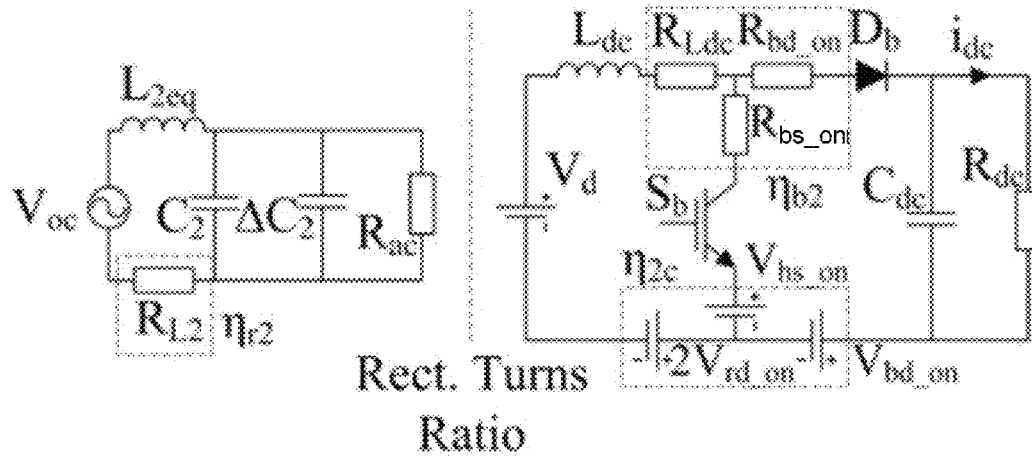 L2eq
Voc
C2
ΔC2
Rac
RL2
ηr2
Rect. Turns
Ratio
Ldc
RLdc
Rbd_on
Db
idc
Rbs_on
Vd
Sb
ηb2
Cdc
Rdc
η2c
Vbs_on
2Vrd_on
Vbd_on